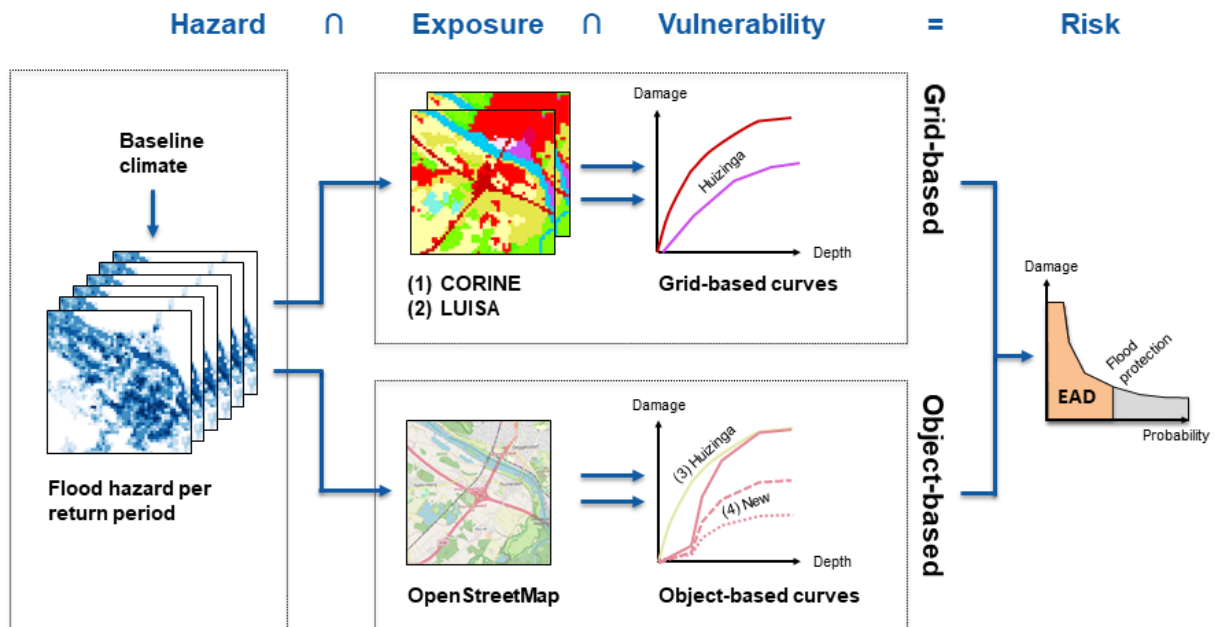 Hazard ∩ Exposure ∩ Vulnerability = Risk
Baseline
climate
Flood hazard per
return period
(1) CORINE
(2) LUISA
Damage
Huizinga
Depth
Grid-based curves
Grid-based
OpenStreetMap
Damage
(3) Huizinga
(4) New
Depth
Object-based curves
Object-based
Damage
Flood
protection
EAD
Probability